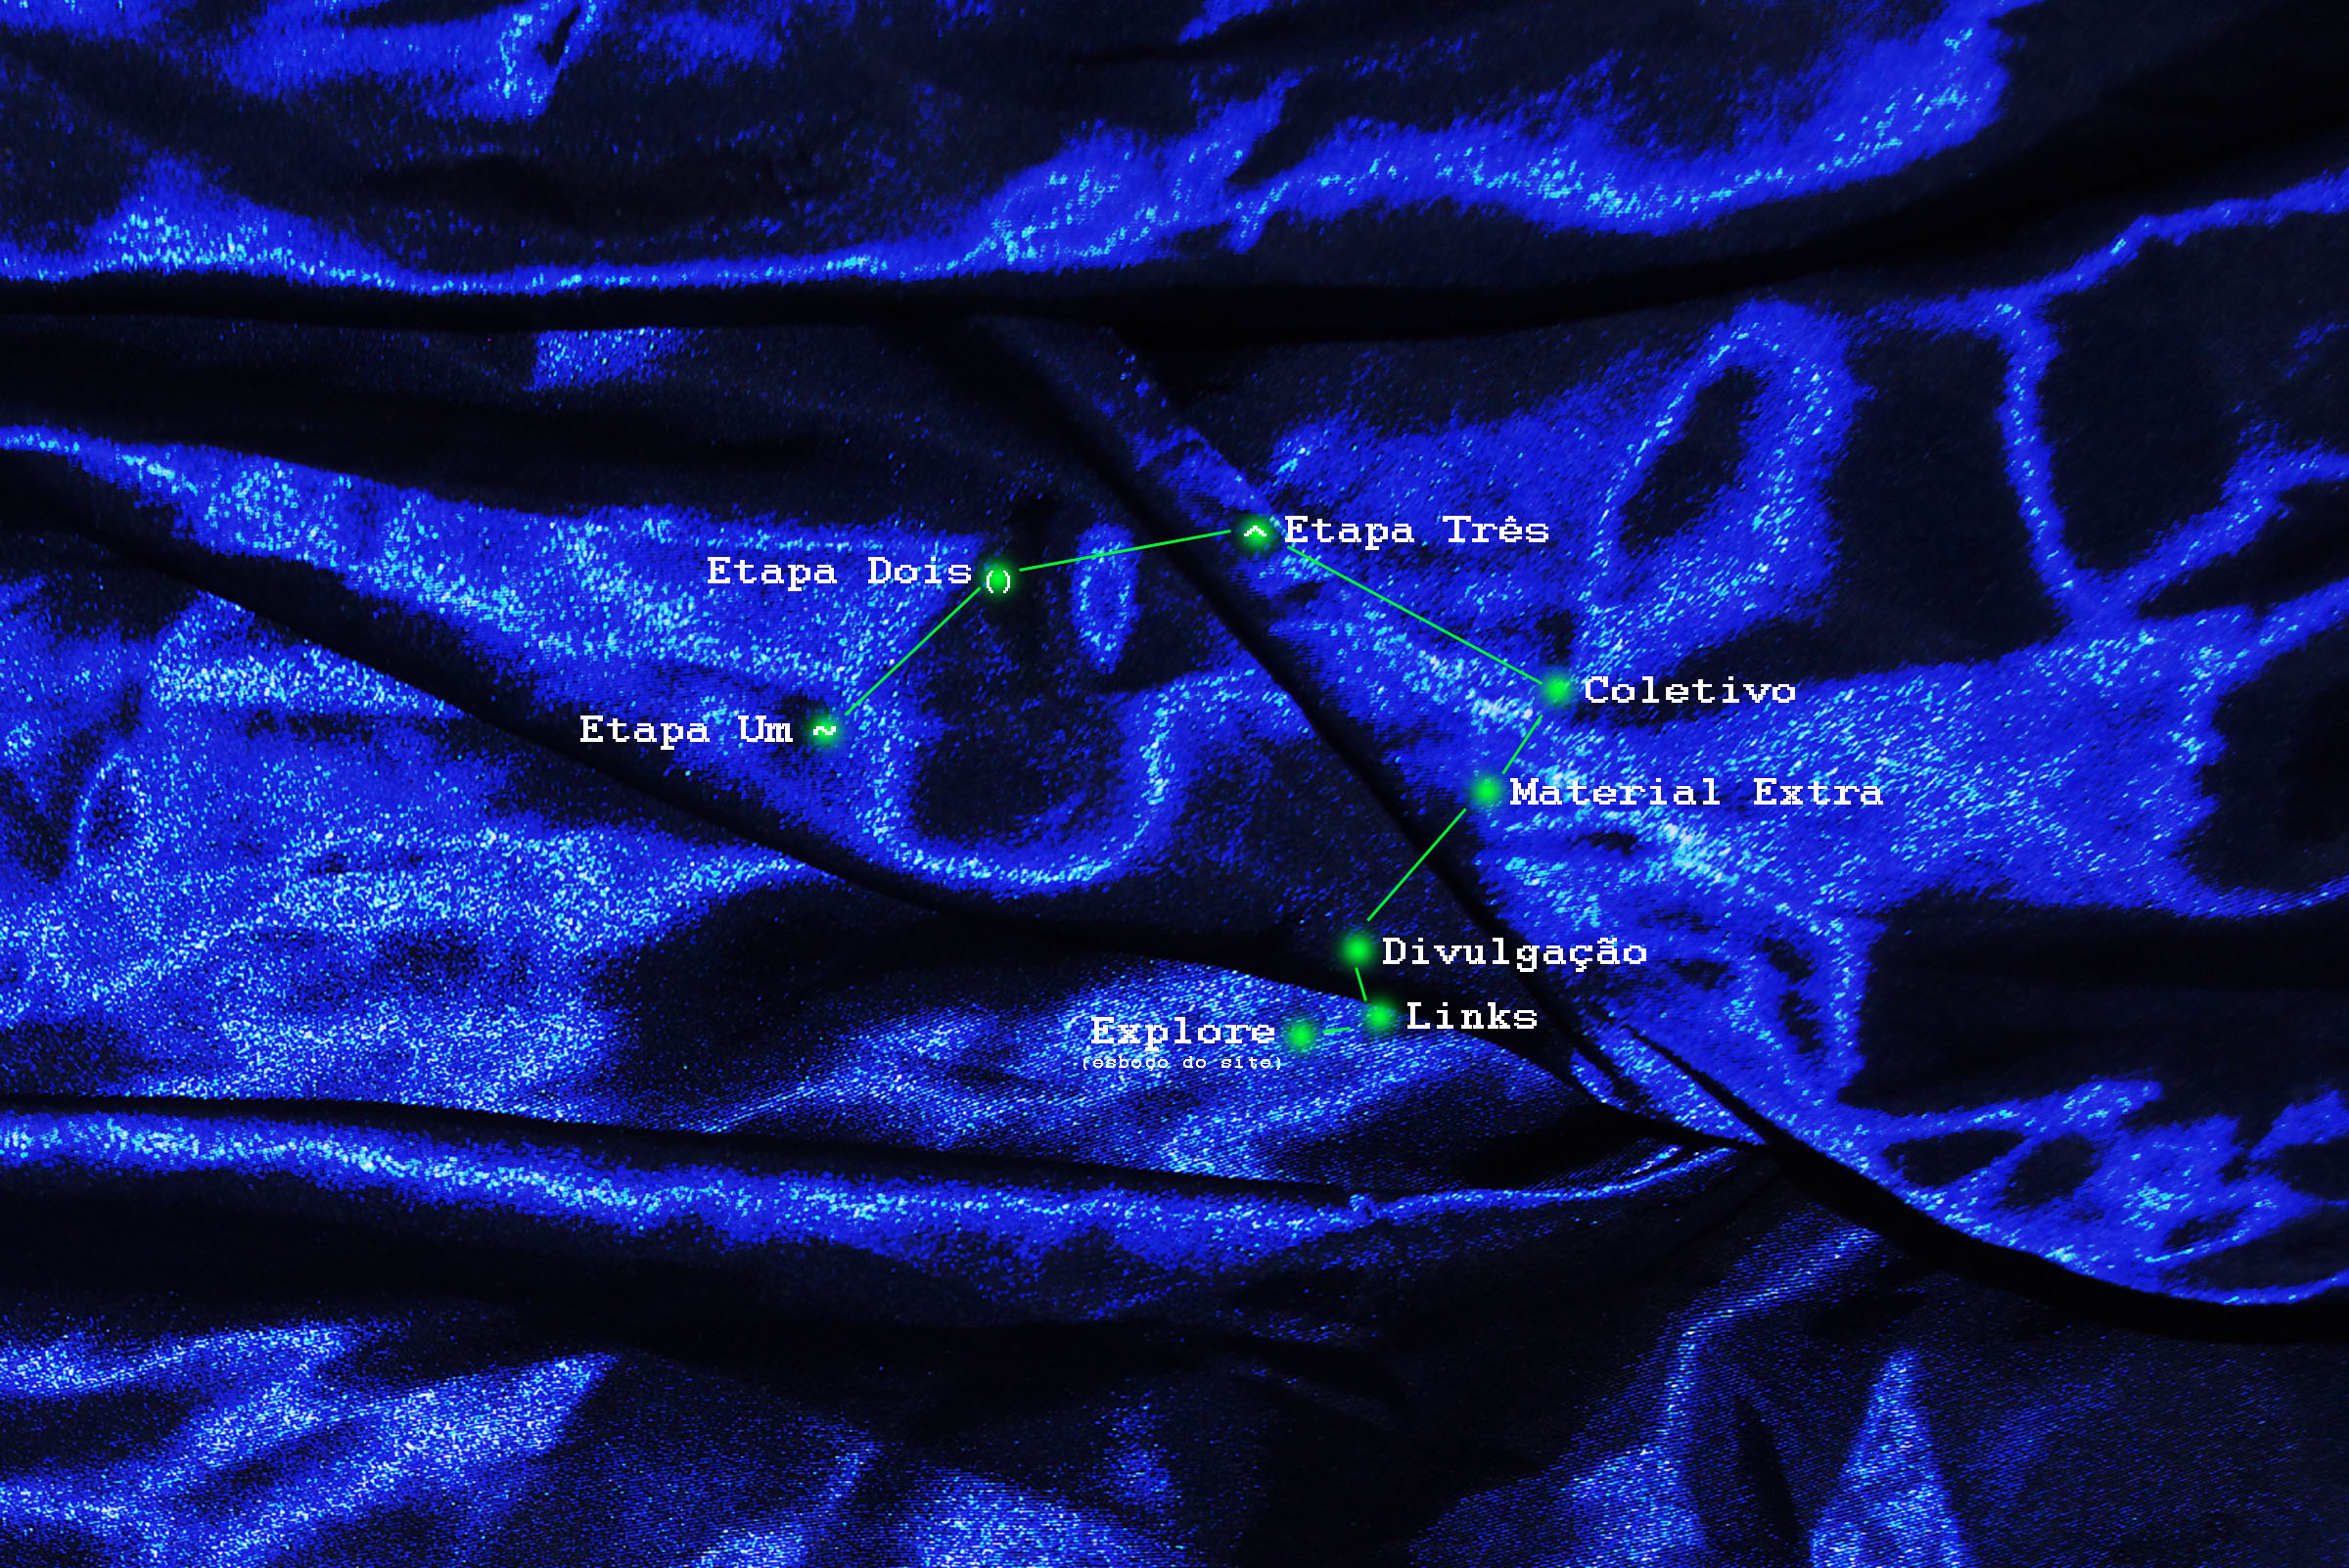 Etapa Três
^
Etapa Dois
()
Coletivo
Etapa Um
~
Material Extra
Divulgação
Links
Explore
(esboço do site)